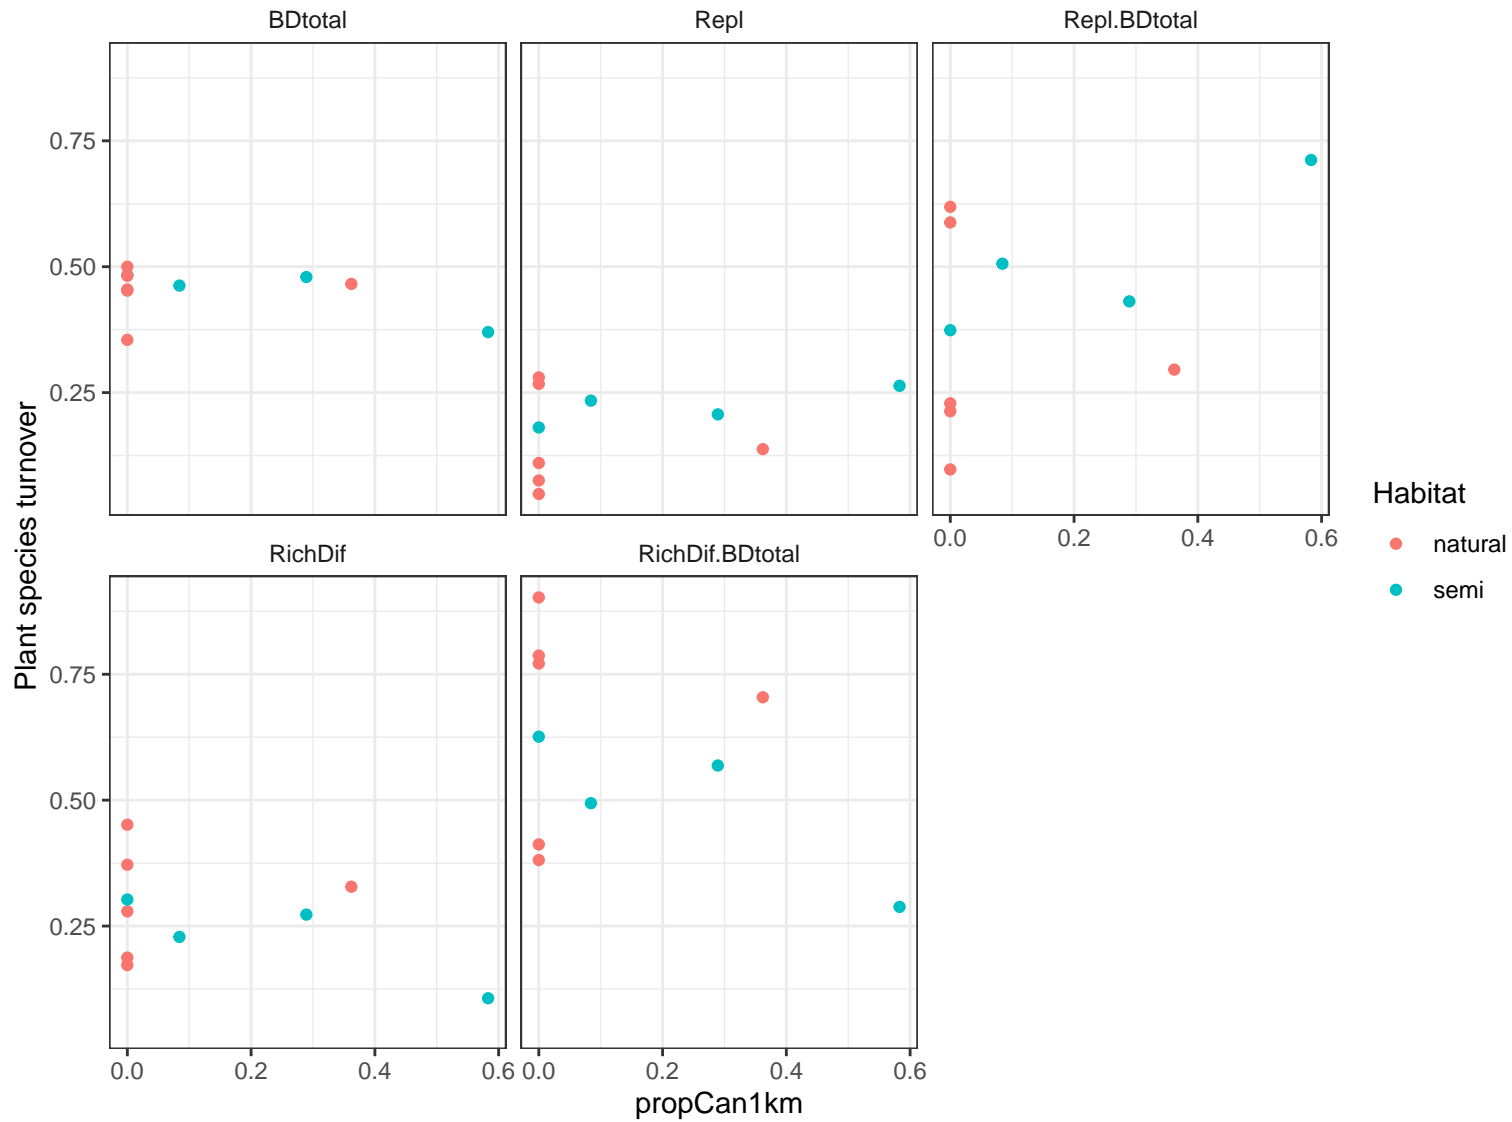 BDtotal Repl Repl.BDtotal
0.75
0.50
0.25
0.0 0.2 0.4 0.6
RichDif RichDif.BDtotal
0.75
0.50
0.25
0.0 0.2 0.4 0.6 0.0 0.2 0.4 0.6
propCan1km
Plant species turnover
Habitat
natural
semi